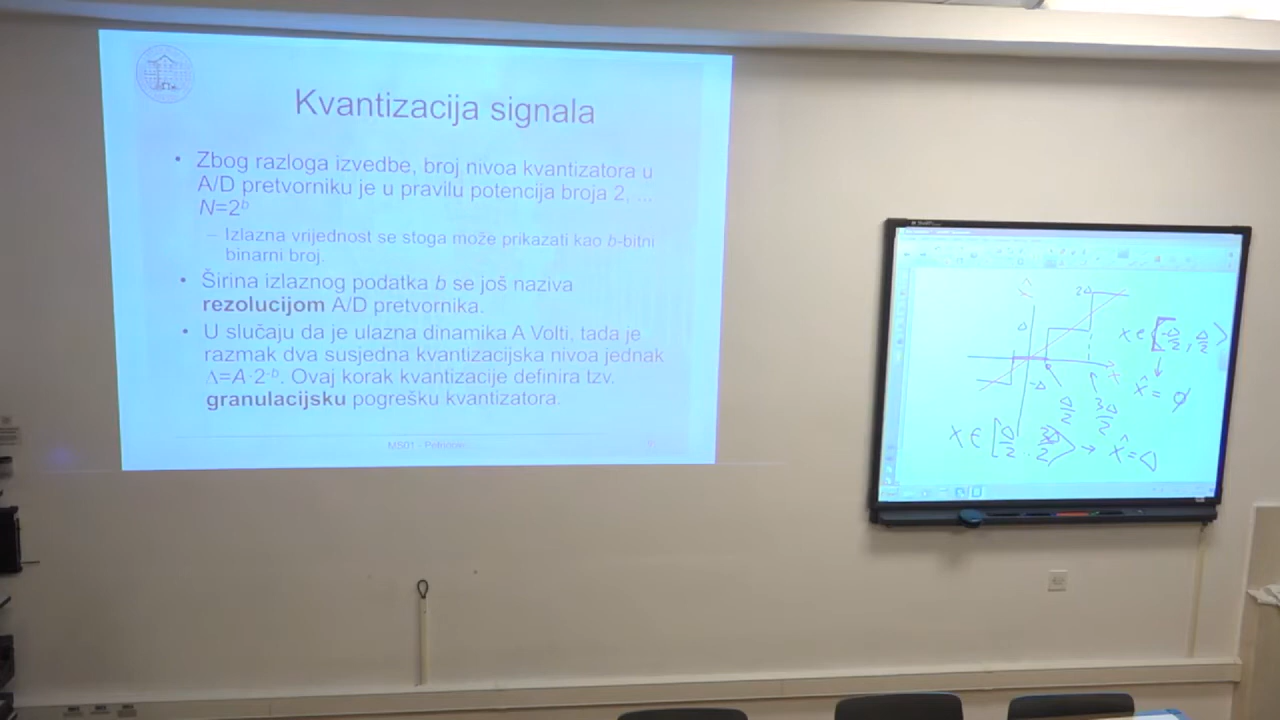 Kvantizacija signala
• Zbog razloga izvedbe, broj nivoa kvantizatora u
A/D pretvorniku je u pravilu potencija broja 2, ...
N=2ᵇ
– Izlazna vrijednost se stoga može prikazati kao b-bitni
binarni broj.
• Širina izlaznog podatka b se još naziva
rezolucijom A/D pretvornika.
• U slučaju da je ulazna dinamika A Volti, tada je
razmak dva susjedna kvantizacijska nivoa jednak
Δ=A·2⁻ᵇ. Ovaj korak kvantizacije definira tzv.
granulacijsku pogrešku kvantizatora.
MS01 - Petrinović
x̂
2Δ
Δ
-Δ
x ∈ [-Δ/2, Δ/2⟩
x̂ = ∅
Δ/2
3Δ/2
x ∈ [Δ/2 . 3Δ/2⟩ → x̂ = Δ